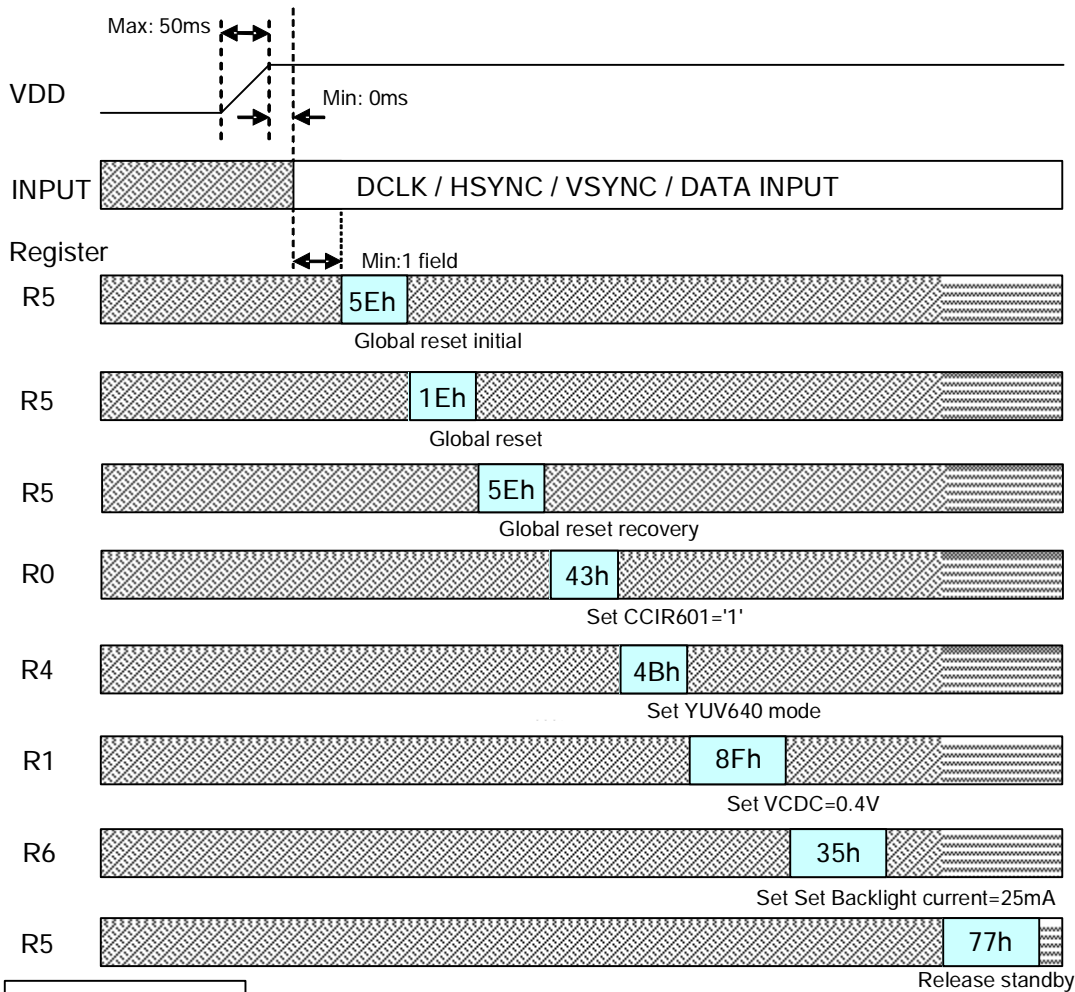 Max: 50ms
VDD
Min: 0ms
INPUT DCLK / HSYNC / VSYNC / DATA INPUT
Register
Min:1 field
R5 5Eh
Global reset initial
R5 1Eh
Global reset
R5 5Eh
Global reset recovery
R0 43h
Set CCIR601='1'
R4 4Bh
Set YUV640 mode
R1 8Fh
Set VCDC=0.4V
R6 35h
Set Set Backlight current=25mA
R5 77h
Release standby